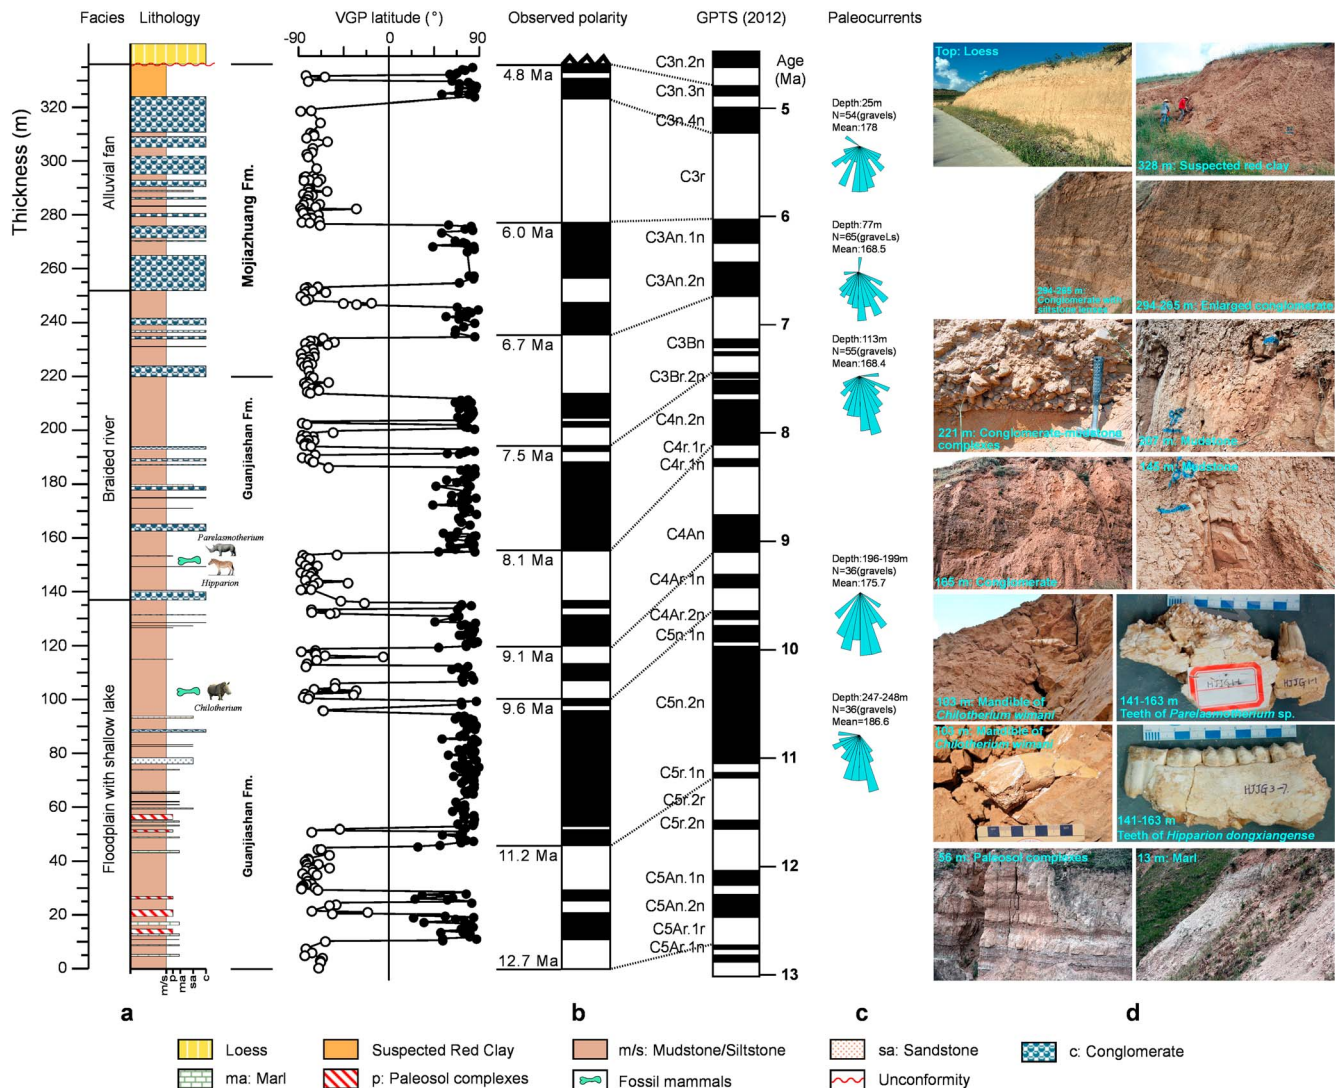 Facies
Lithology
VGP latitude (°)
Observed polarity
GPTS (2012)
Paleocurrents
-90
0
90
Thickness (m)
320
300
280
260
240
220
200
180
160
140
120
100
80
60
40
20
0
Alluvial fan
Braided river
Floodplain with shallow lake
Parelasmotherium
Hipparion
Chilotherium
m/s
p
ma
sa
c
Mojiazhuang Fm.
Guanjiashan Fm.
Guanjiashan Fm.
4.8 Ma
6.0 Ma
6.7 Ma
7.5 Ma
8.1 Ma
9.1 Ma
9.6 Ma
11.2 Ma
12.7 Ma
C3n.2n
C3n.3n
C3n.4n
C3r
C3An.1n
C3An.2n
C3Bn
C3Br.2n
C4n.2n
C4r.1r
C4r.1n
C4An
C4Ar.1n
C4Ar.2n
C5n.1n
C5n.2n
C5r.1n
C5r.2r
C5r.2n
C5An.1n
C5An.2n
C5Ar.1r
C5Ar.1n
Age
(Ma)
5
6
7
8
9
10
11
12
13
Depth:25m
N=54(gravels)
Mean:178
Depth:77m
N=65(graveLs)
Mean:168.5
Depth:113m
N=55(gravels)
Mean:168.4
Depth:196-199m
N=36(gravels)
Mean:175.7
Depth:247-248m
N=36(gravels)
Mean=186.6
Top: Loess
328 m: Suspected red clay
294-265 m:
Conglomerate with
siltstone lenses
294-265 m: Enlarged conglomerate
221 m: Conglomerate-mudstone
complexes
207 m: Mudstone
165 m: Conglomerate
148 m: Mudstone
103 m: Mandible of
Chilotherium wimani
HJJG1-1
141-163 m
Teeth of Parelasmotherium sp.
103 m: Mandible of
Chilotherium wimani
HJJG3-7
141-163 m
Teeth of Hipparion dongxiangense
56 m: Paleosol complexes
13 m: Marl
a
b
c
d
Loess
Suspected Red Clay
m/s: Mudstone/Siltstone
sa: Sandstone
c: Conglomerate
ma: Marl
p: Paleosol complexes
Fossil mammals
Unconformity